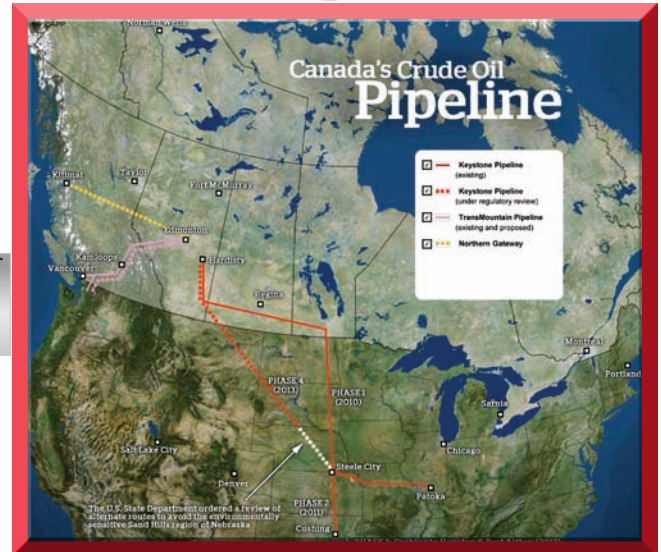 CAPP
Norman Wells
Canada's Crude Oil
Pipeline
Keystone Pipeline
(existing)
Keystone Pipeline
(under regulatory review)
TransMountain Pipeline
(existing and proposed)
Northern Gateway
Kitimat
Taylor
Fort McMurray
Edmonton
Kamloops
Vancouver
Hardisty
Regina
Montréal
Portland
PHASE 4
(2013)
PHASE 1
(2010)
Sarnia
Salt Lake City
Chicago
Denver
Steele City
Patoka
The U.S. State Department ordered a review of
alternate routes to avoid the environmentally
sensitive Sand Hills region of Nebraska
PHASE 2
(2011)
Cushing